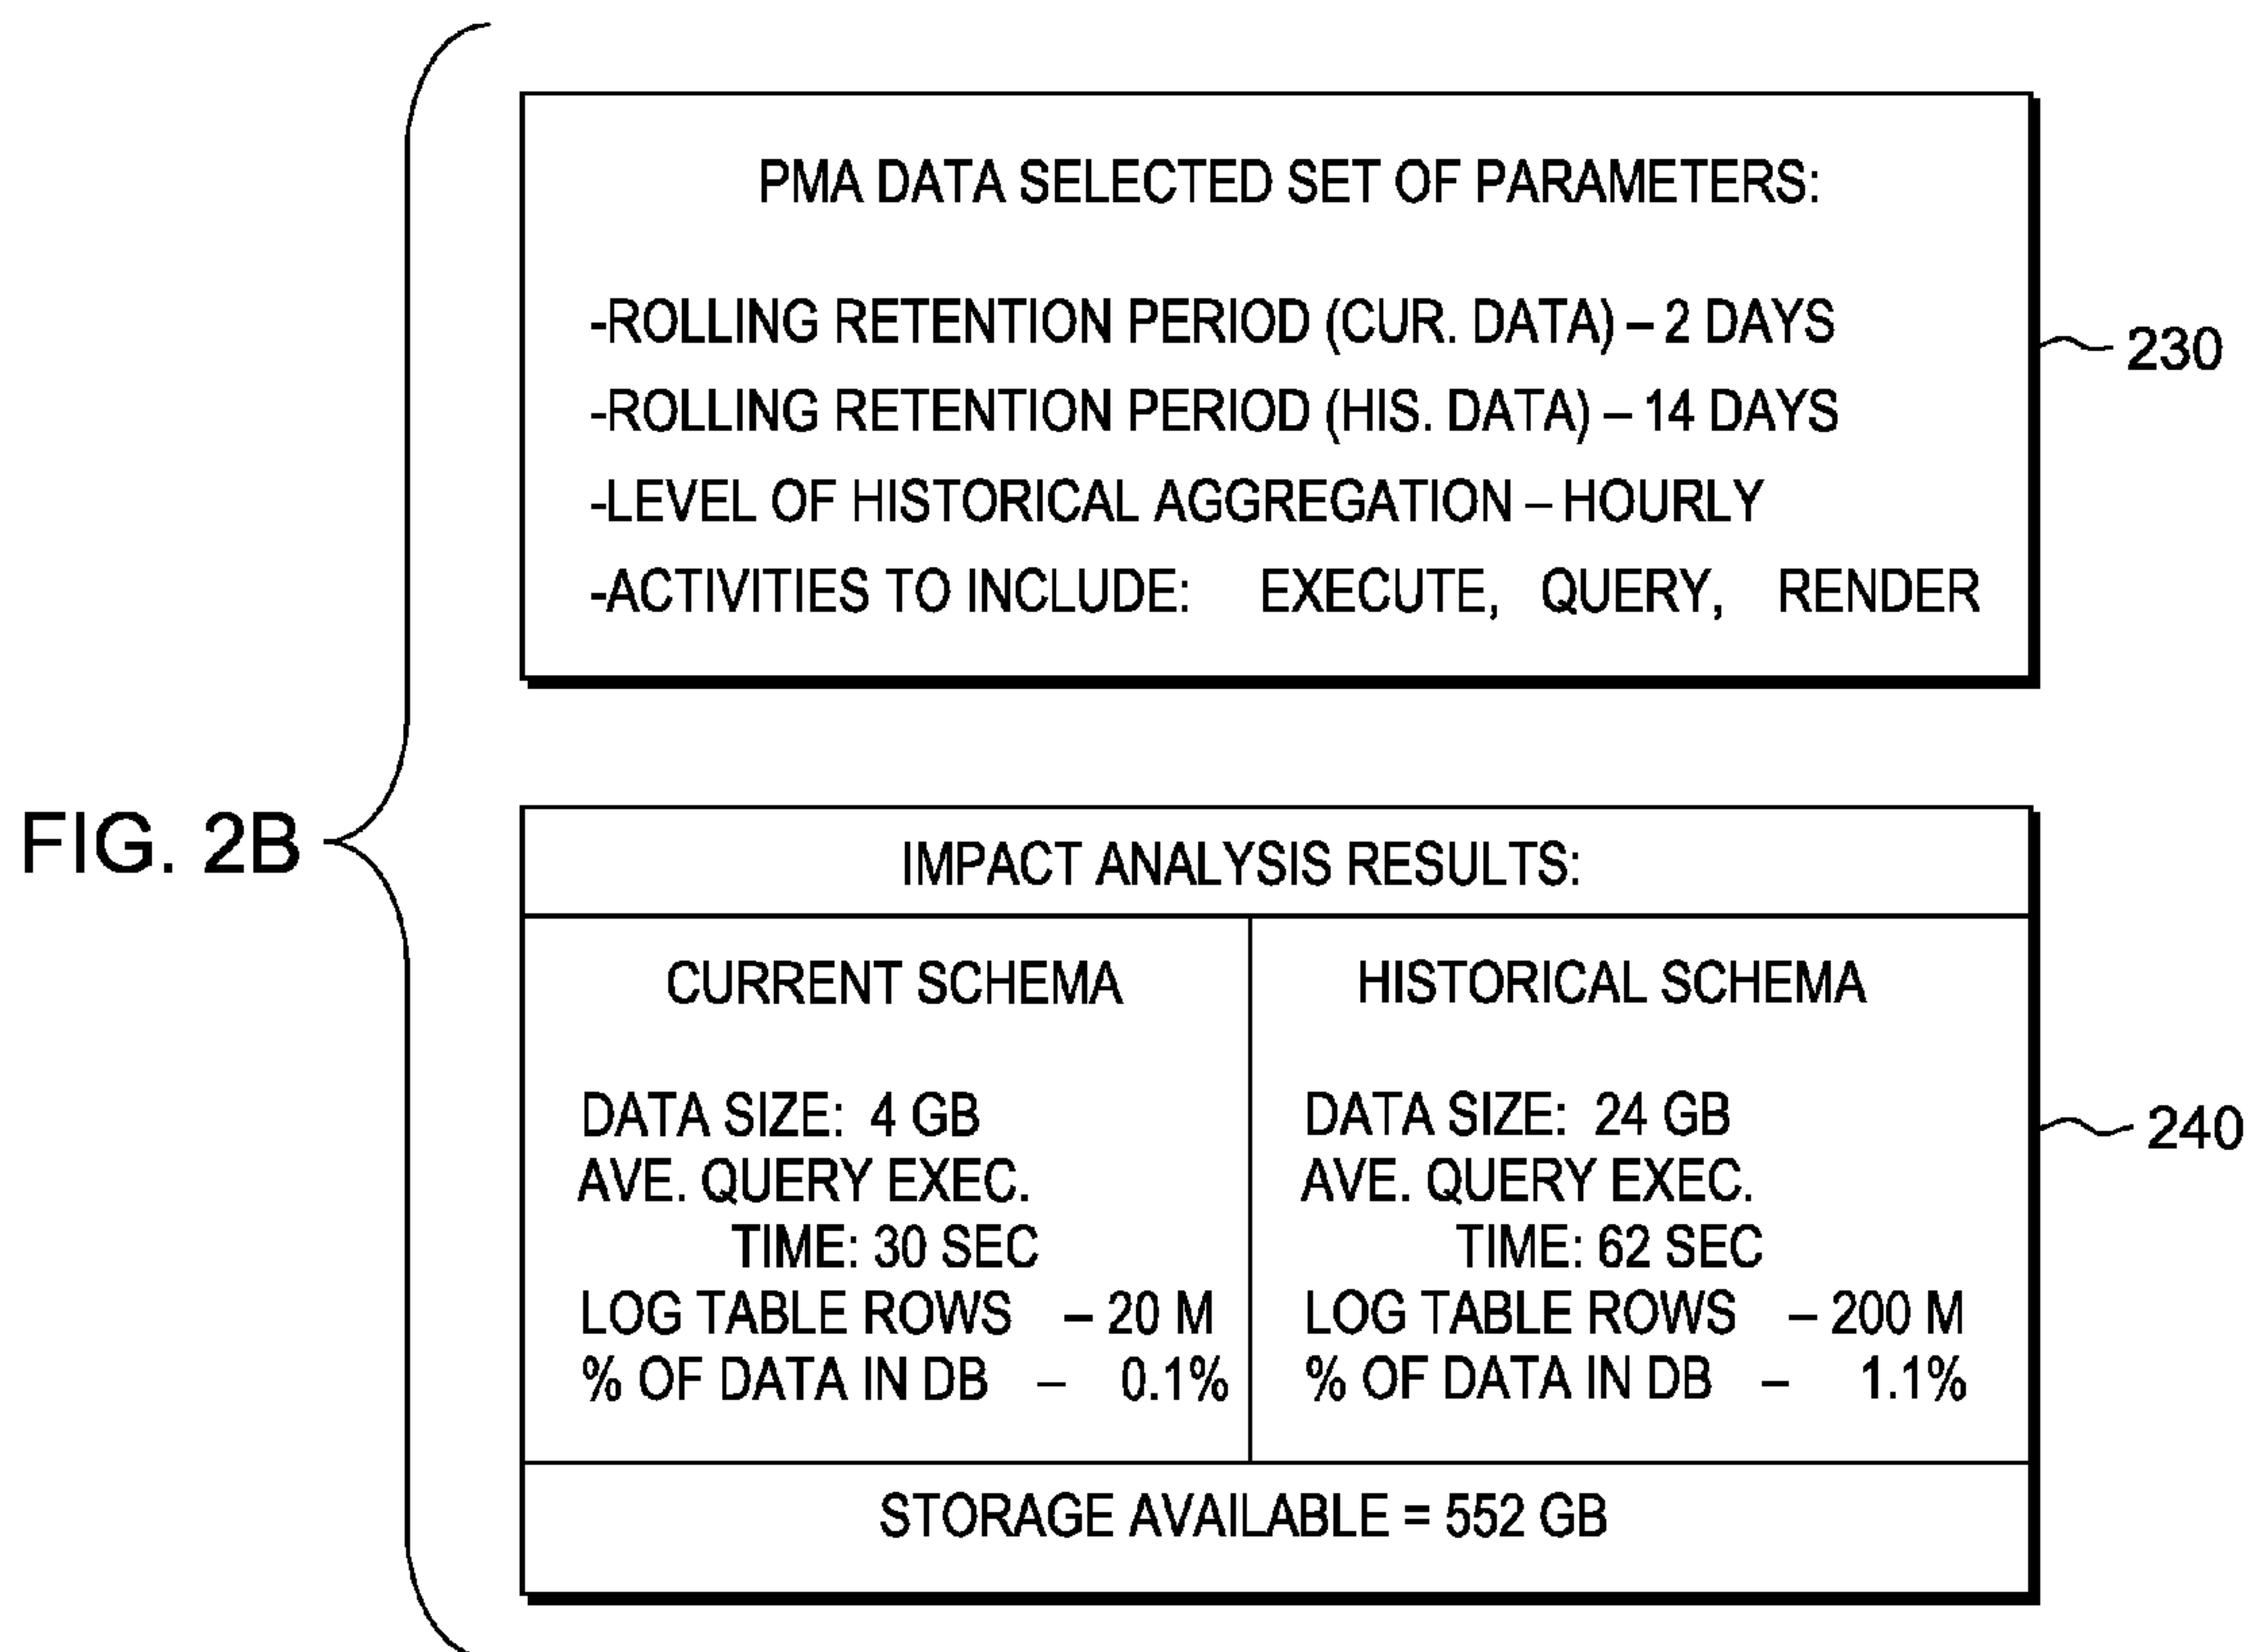 PMA DATA SELECTED SET OF PARAMETERS:
-ROLLING RETENTION PERIOD (CUR. DATA) – 2 DAYS
-ROLLING RETENTION PERIOD (HIS. DATA) – 14 DAYS
-LEVEL OF HISTORICAL AGGREGATION – HOURLY
-ACTIVITIES TO INCLUDE: EXECUTE, QUERY, RENDER
230
FIG. 2B
IMPACT ANALYSIS RESULTS:
CURRENT SCHEMA
DATA SIZE: 4 GB
AVE. QUERY EXEC.
TIME: 30 SEC
LOG TABLE ROWS – 20 M
% OF DATA IN DB – 0.1%
HISTORICAL SCHEMA
DATA SIZE: 24 GB
AVE. QUERY EXEC.
TIME: 62 SEC
LOG TABLE ROWS – 200 M
% OF DATA IN DB – 1.1%
240
STORAGE AVAILABLE = 552 GB